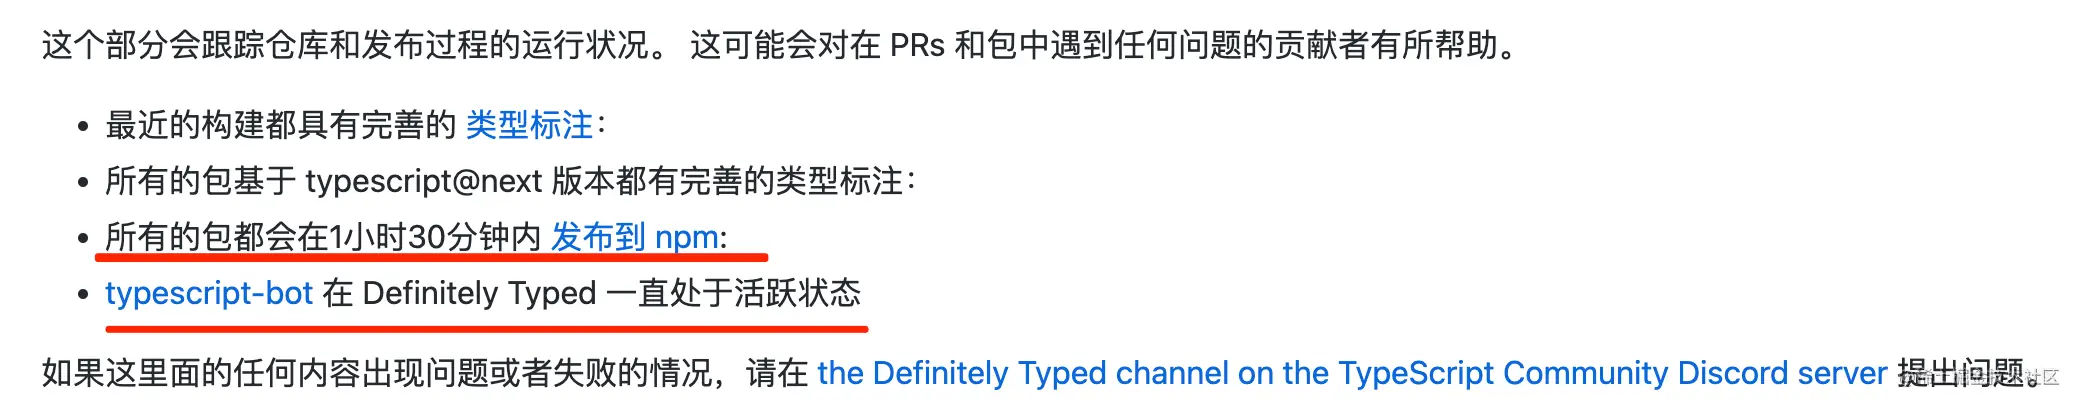 这个部分会跟踪仓库和发布过程的运行状况。 这可能会对在 PRs 和包中遇到任何问题的贡献者有所帮助。
• 最近的构建都具有完善的 类型标注:
• 所有的包基于 typescript@next 版本都有完善的类型标注:
• 所有的包都会在1小时30分钟内 发布到 npm:
• typescript-bot 在 Definitely Typed 一直处于活跃状态
如果这里面的任何内容出现问题或者失败的情况，请在 the Definitely Typed channel on the TypeScript Community Discord server 提出问题。